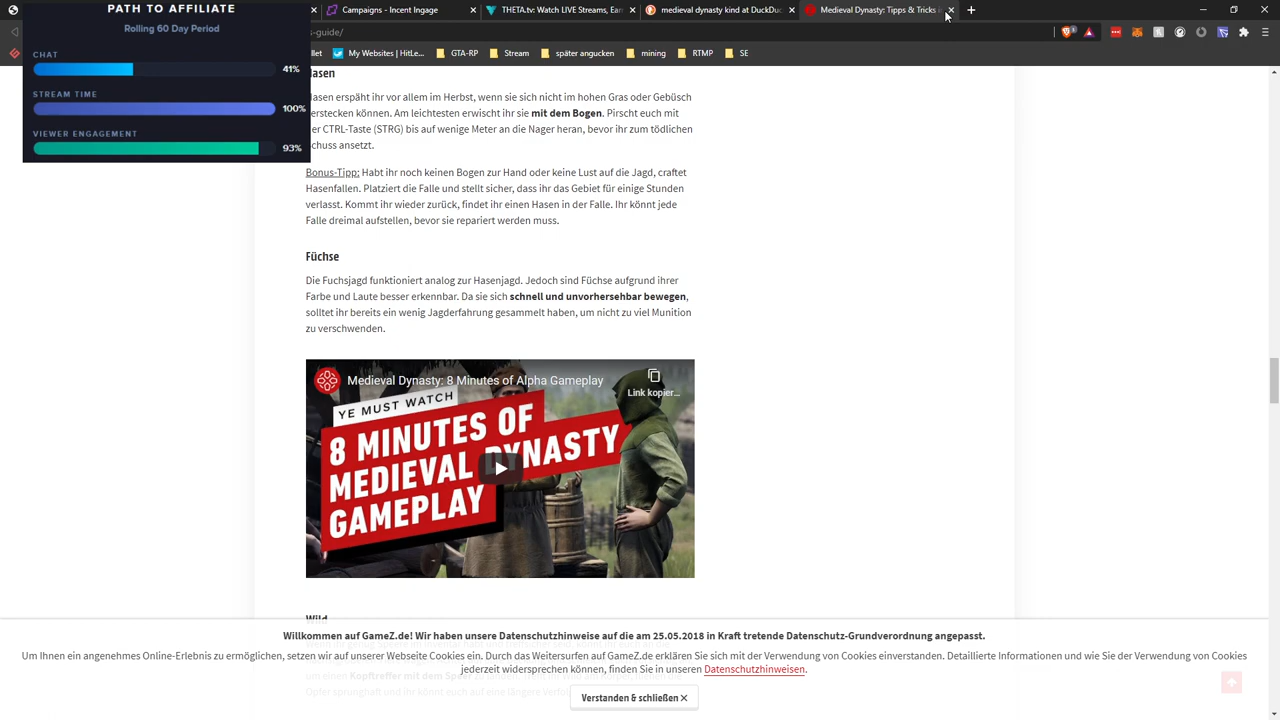 PATH TO AFFILIATE
Rolling 60 Day Period
CHAT
41%
STREAM TIME
100%
VIEWER ENGAGEMENT
93%
Campaigns - Incent Ingage
THETA.tv: Watch LIVE Streams, Ear
medieval dynasty kind at DuckDu
Medieval Dynasty: Tipps & Tricks
s-guide/
llet
My Websites | HitLe...
GTA-RP
Stream
später angucken
mining
RTMP
SE
asen
asen erspäht ihr vor allem im Herbst, wenn sie sich nicht im hohen Gras oder Gebüsch
erstecken können. Am leichtesten erwischt ihr sie mit dem Bogen. Pirscht euch mit
er CTRL-Taste (STRG) bis auf wenige Meter an die Nager heran, bevor ihr zum tödlichen
chuss ansetzt.
Bonus-Tipp: Habt ihr noch keinen Bogen zur Hand oder keine Lust auf die Jagd, craftet
Hasenfallen. Platziert die Falle und stellt sicher, dass ihr das Gebiet für einige Stunden
verlasst. Kommt ihr wieder zurück, findet ihr einen Hasen in der Falle. Ihr könnt jede
Falle dreimal aufstellen, bevor sie repariert werden muss.
Füchse
Die Fuchsjagd funktioniert analog zur Hasenjagd. Jedoch sind Füchse aufgrund ihrer
Farbe und Laute besser erkennbar. Da sie sich schnell und unvorhersehbar bewegen,
solltet ihr bereits ein wenig Jagderfahrung gesammelt haben, um nicht zu viel Munition
zu verschwenden.
Medieval Dynasty: 8 Minutes of Alpha Gameplay
Link kopier...
YE MUST WATCH
8 MINUTES OF
MEDIEVAL DYNASTY
GAMEPLAY
Wild
Willkommen auf GameZ.de! Wir haben unsere Datenschutzhinweise auf die am 25.05.2018 in Kraft tretende Datenschutz-Grundverordnung angepasst.
Um Ihnen ein angenehmes Online-Erlebnis zu ermöglichen, setzen wir auf unserer Webseite Cookies ein. Durch das Weitersurfen auf GameZ.de erklären Sie sich mit der Verwendung von Cookies einverstanden. Detaillierte Informationen und wie Sie der Verwendung von Cookies
jederzeit widersprechen können, finden Sie in unseren Datenschutzhinweisen.
um einen Kopftreffer mit dem Speer
Opfer sprunghaft und ihr könnt euch auf eine längere Verfol
Verstanden & schließen ✕